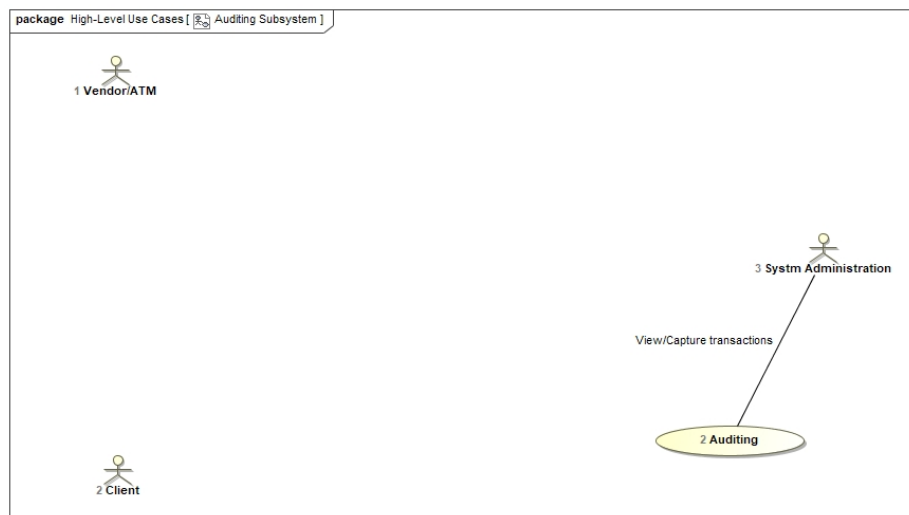 package High-Level Use Cases [ Auditing Subsystem ]
1 Vendor/ATM
3 Systm Administration
View/Capture transactions
2 Auditing
2 Client